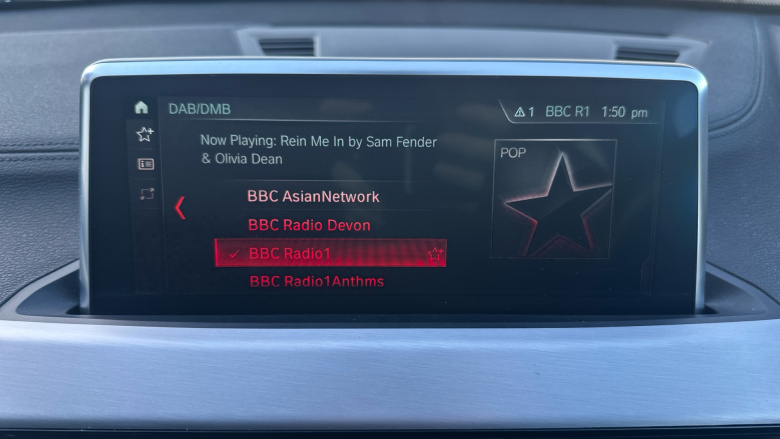 DAB/DMB
1 BBC R1 1:50 pm
Now Playing: Rein Me In by Sam Fender
& Olivia Dean
POP
BBC AsianNetwork
BBC Radio Devon
BBC Radio1
BBC Radio1Anthms